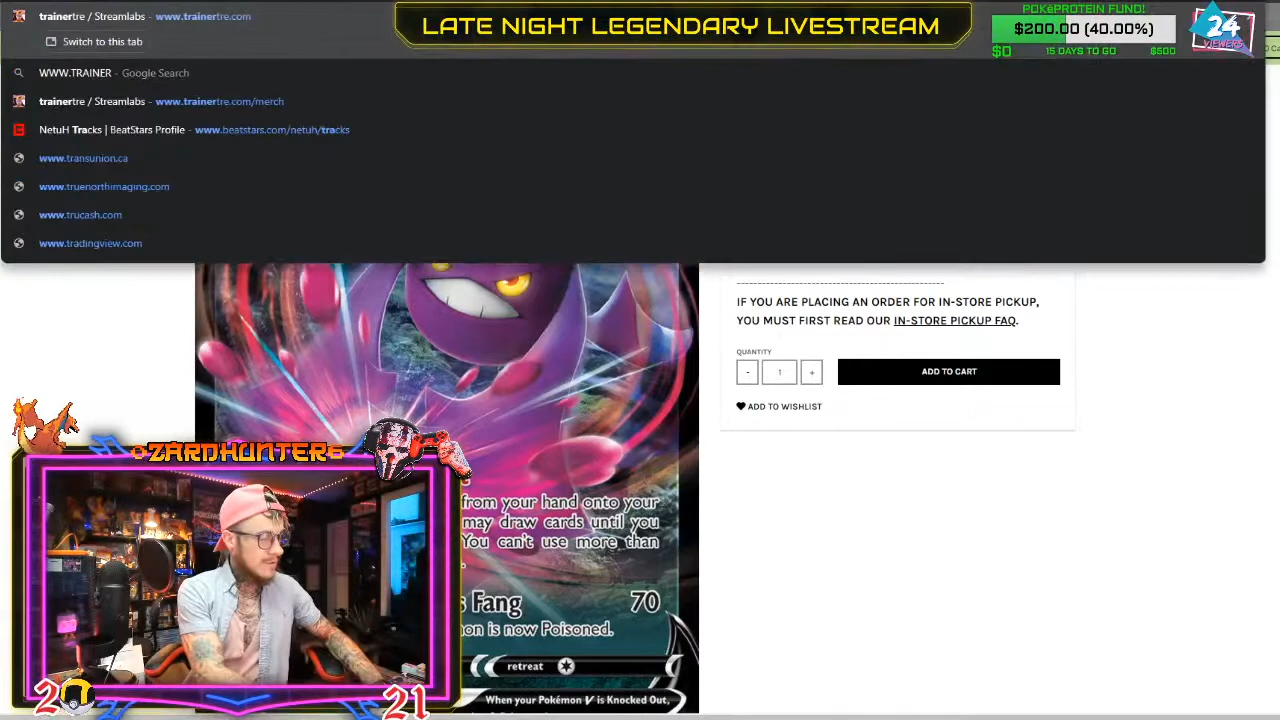 trainertre / Streamlabs - www.trainertre.com
Switch to this tab
WWW.TRAINER - Google Search
trainertre / Streamlabs - www.trainertre.com/merch
NetuH Tracks | BeatStars Profile - www.beatstars.com/netuh/tracks
www.transunion.ca
www.truenorthimaging.com
www.trucash.com
www.tradingview.com
LATE NIGHT LEGENDARY LIVESTREAM
POKéPROTEIN FUND!
$200.00 (40.00%)
$0 15 DAYS TO GO $500
24
VIEWERS
IF YOU ARE PLACING AN ORDER FOR IN-STORE PICKUP,
YOU MUST FIRST READ OUR IN-STORE PICKUP FAQ.
QUANTITY
- 1 +
ADD TO CART
ADD TO WISHLIST
ZARDHUNTER
from your hand onto your
may draw cards until you
You can't use more than
s Fang 70
on is now Poisoned.
retreat
When your Pokémon V is Knocked Out,
2
21